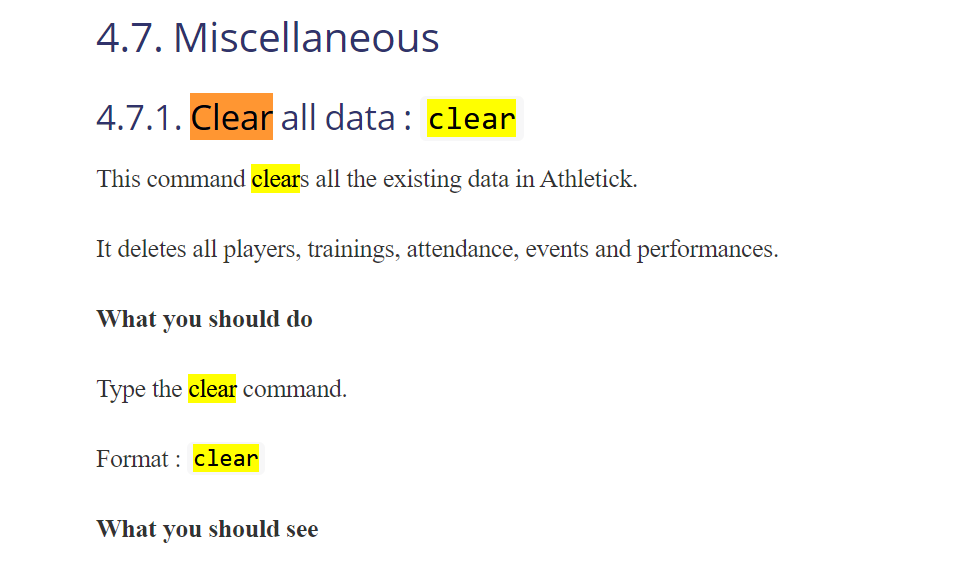 4.7. Miscellaneous
4.7.1. Clear all data : clear
This command clears all the existing data in Athletick.
It deletes all players, trainings, attendance, events and performances.
What you should do
Type the clear command.
Format : clear
What you should see